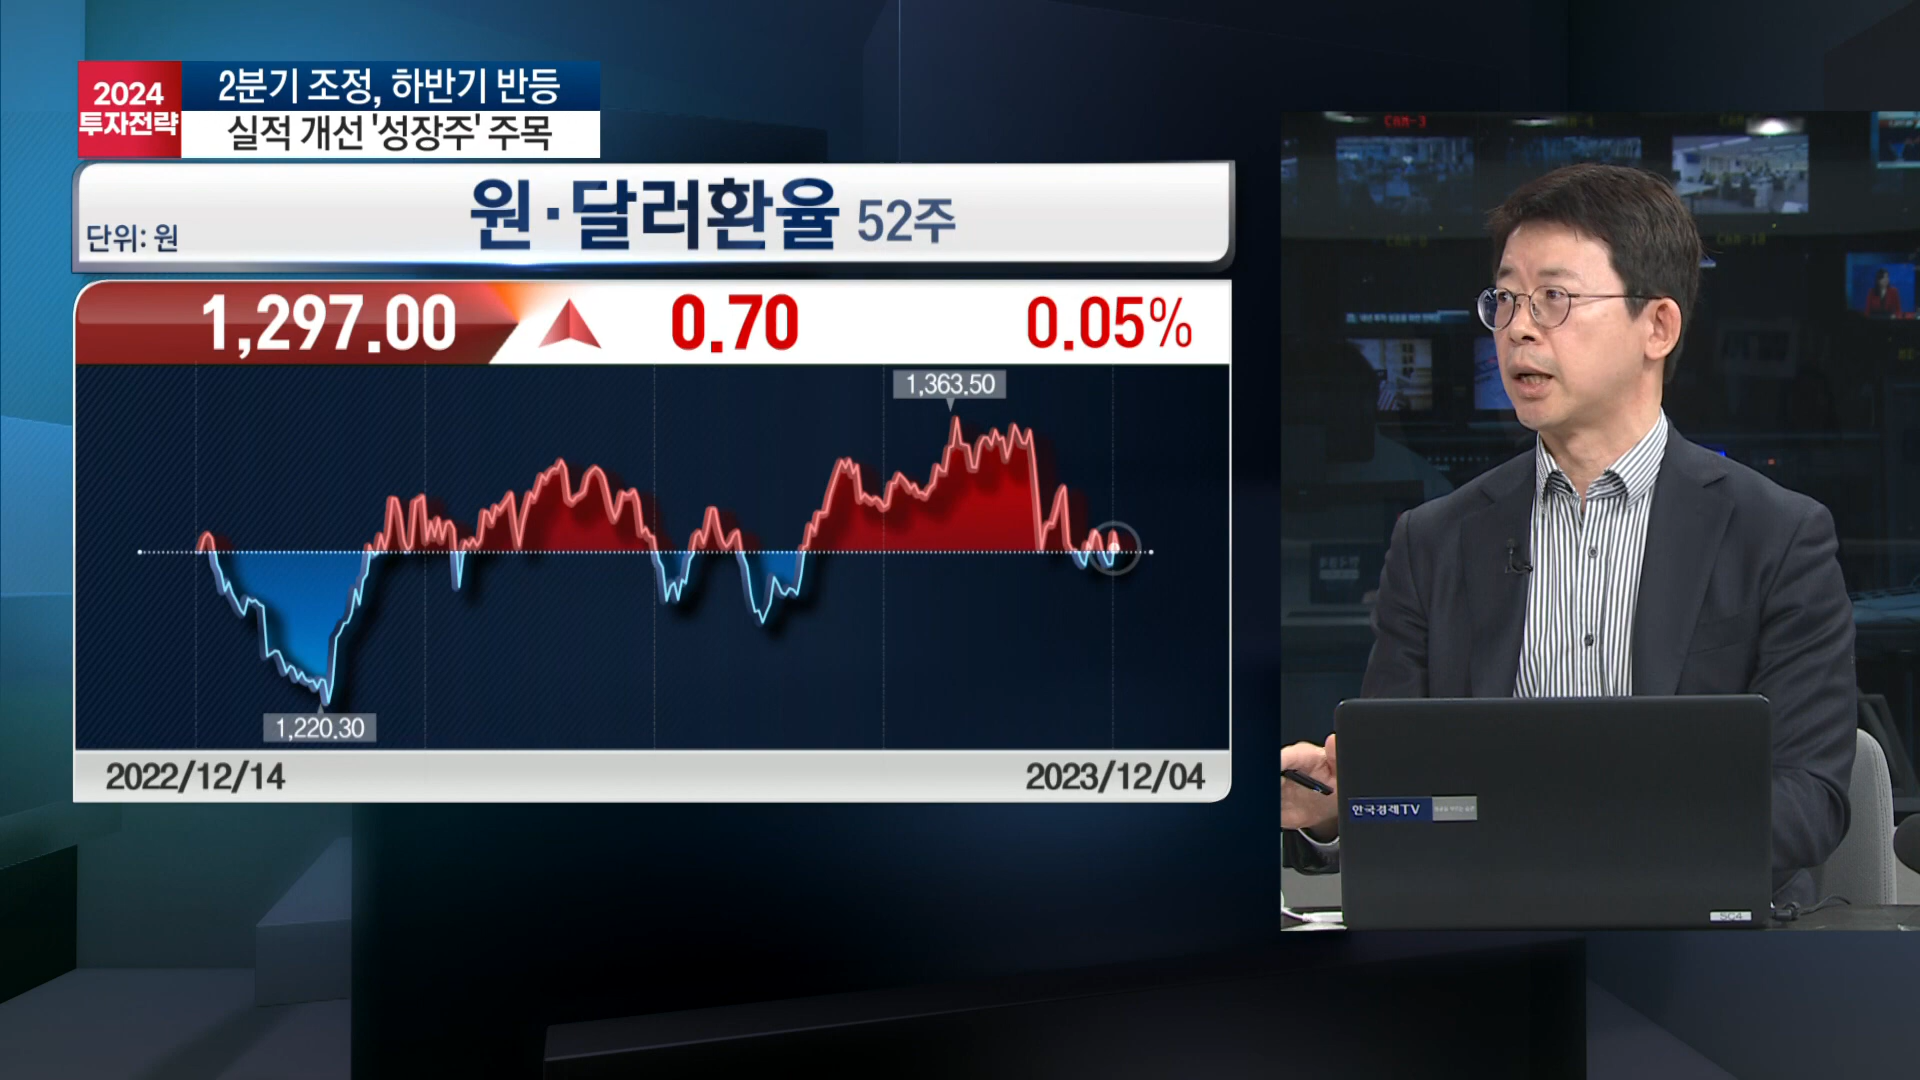 2024
투자전략
2분기 조정, 하반기 반등
실적 개선 '성장주' 주목
단위: 원
원·달러환율 52주
1,297.00 0.70 0.05%
1,363.50
1,220.30
2022/12/14 2023/12/04
CAM-3
한국경제TV
SC4